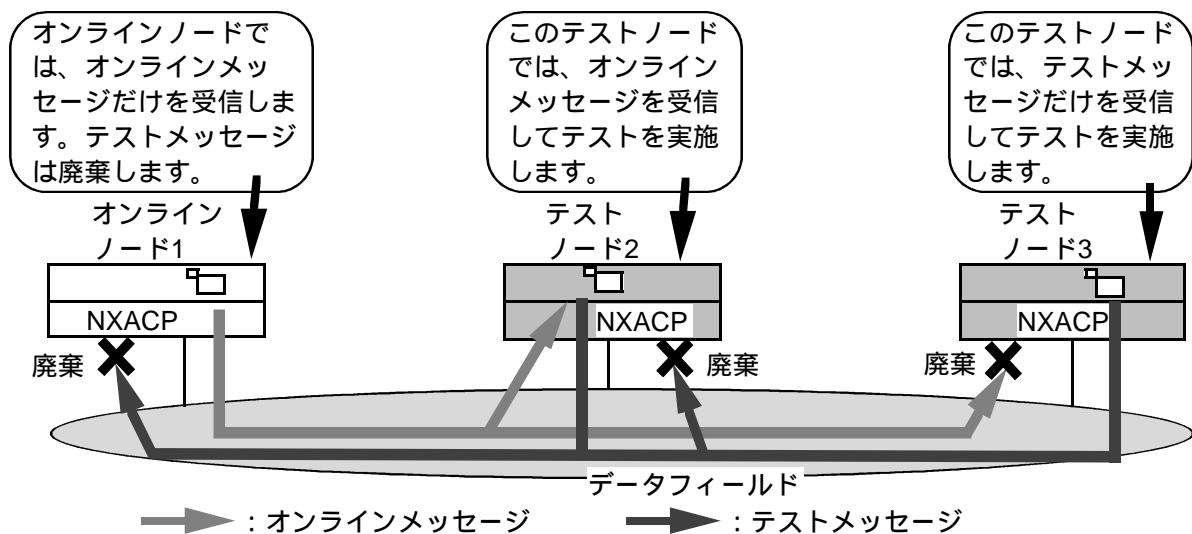 オンラインノードで
は、オンラインメッ
セージだけを受信しま
す。テストメッセージ
は廃棄します。
このテストノード
では、オンライン
メッセージを受信
してテストを実施
します。
このテストノード
では、テストメッ
セージだけを受信
してテストを実施
します。
オンライン
ノード1
テスト
ノード2
テスト
ノード3
NXACP
NXACP
NXACP
廃棄
廃棄
廃棄
データフィールド
:オンラインメッセージ
:テストメッセージ